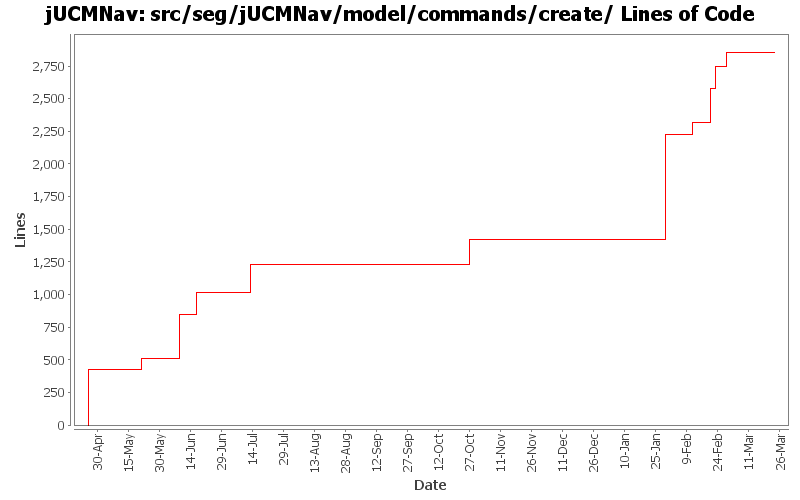 jUCMNav: src/seg/jUCMNav/model/commands/create/ Lines of Code
2,750
2,500
2,250
2,000
1,750
1,500
1,250
1,000
750
500
250
0
Lines
30-Apr
15-May
30-May
14-Jun
29-Jun
14-Jul
29-Jul
13-Aug
28-Aug
12-Sep
27-Sep
12-Oct
27-Oct
11-Nov
26-Nov
11-Dec
26-Dec
10-Jan
25-Jan
9-Feb
24-Feb
11-Mar
26-Mar
Date